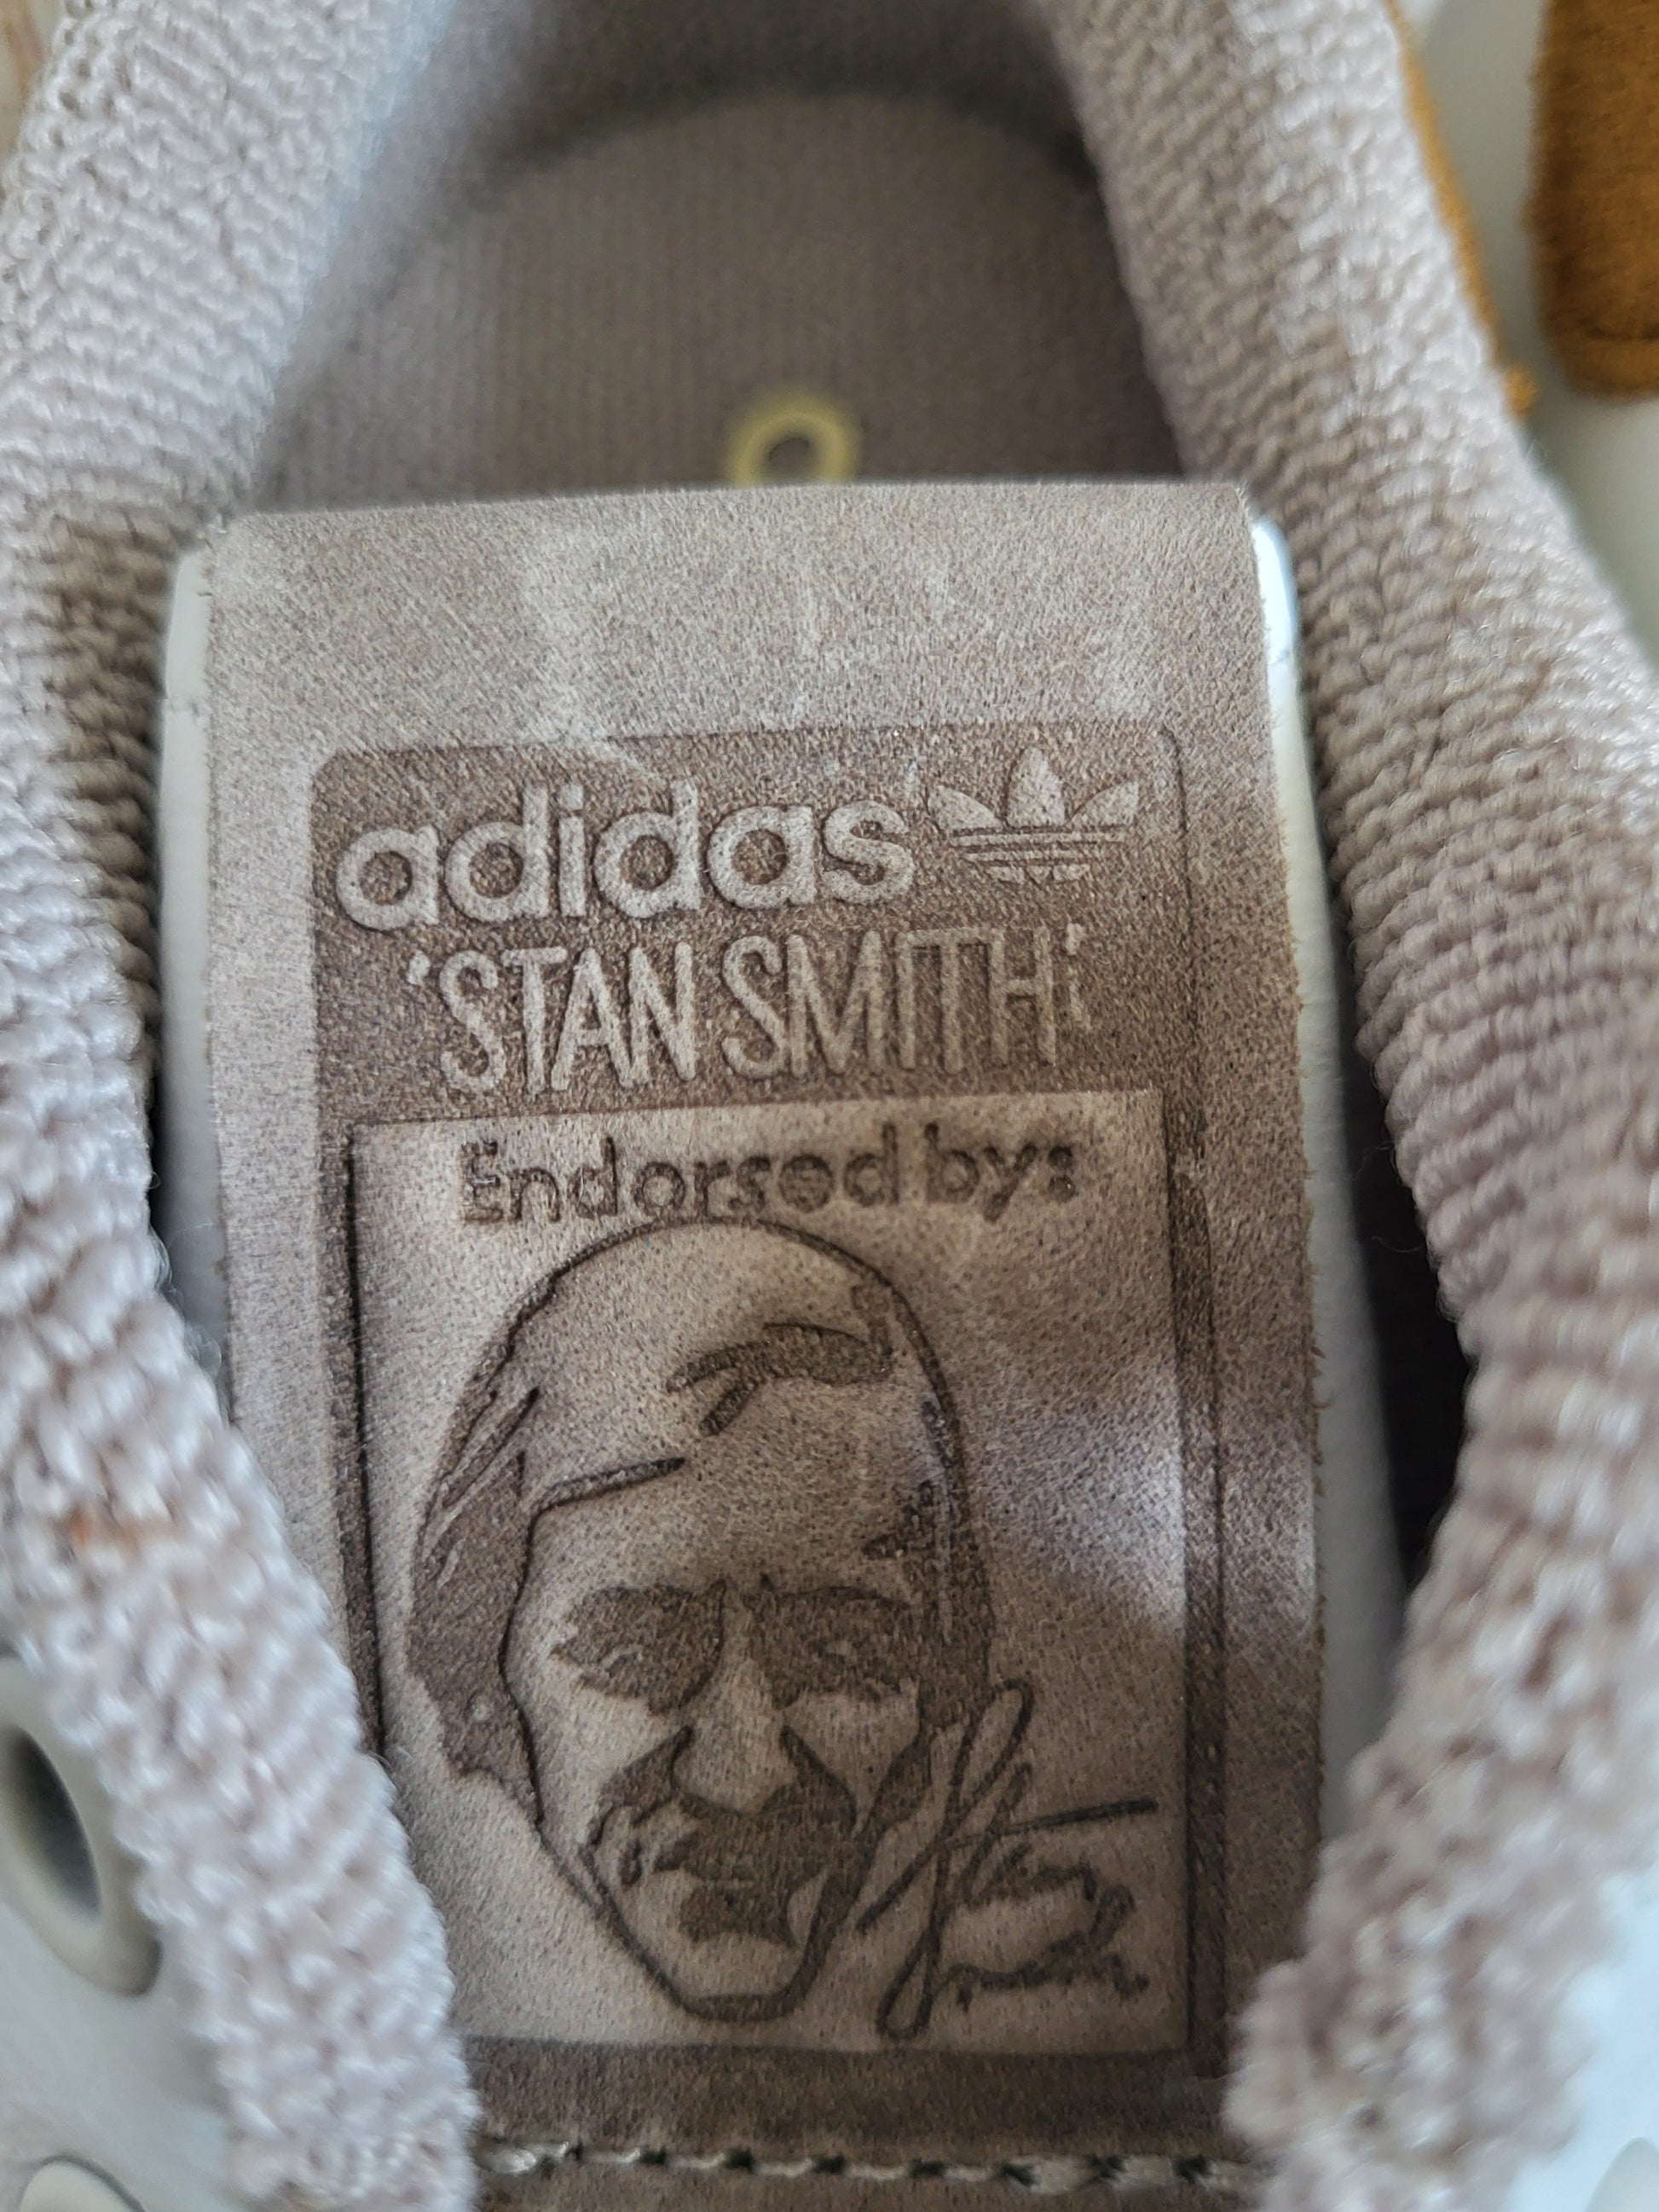 adidas
‘STAN SMITH’
Endorsed by: